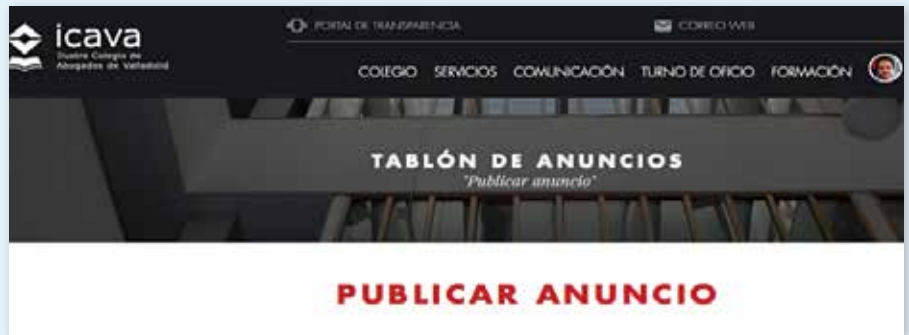 PORTAL DE TRANSPARENCIA
CORREO WEB
icava
Ilustre Colegio de
Abogados de Valladolid
COLEGIO SERVICIOS COMUNICACIÓN TURNO DE OFICIO FORMACIÓN
TABLÓN DE ANUNCIOS
"Publicar anuncio"
PUBLICAR ANUNCIO